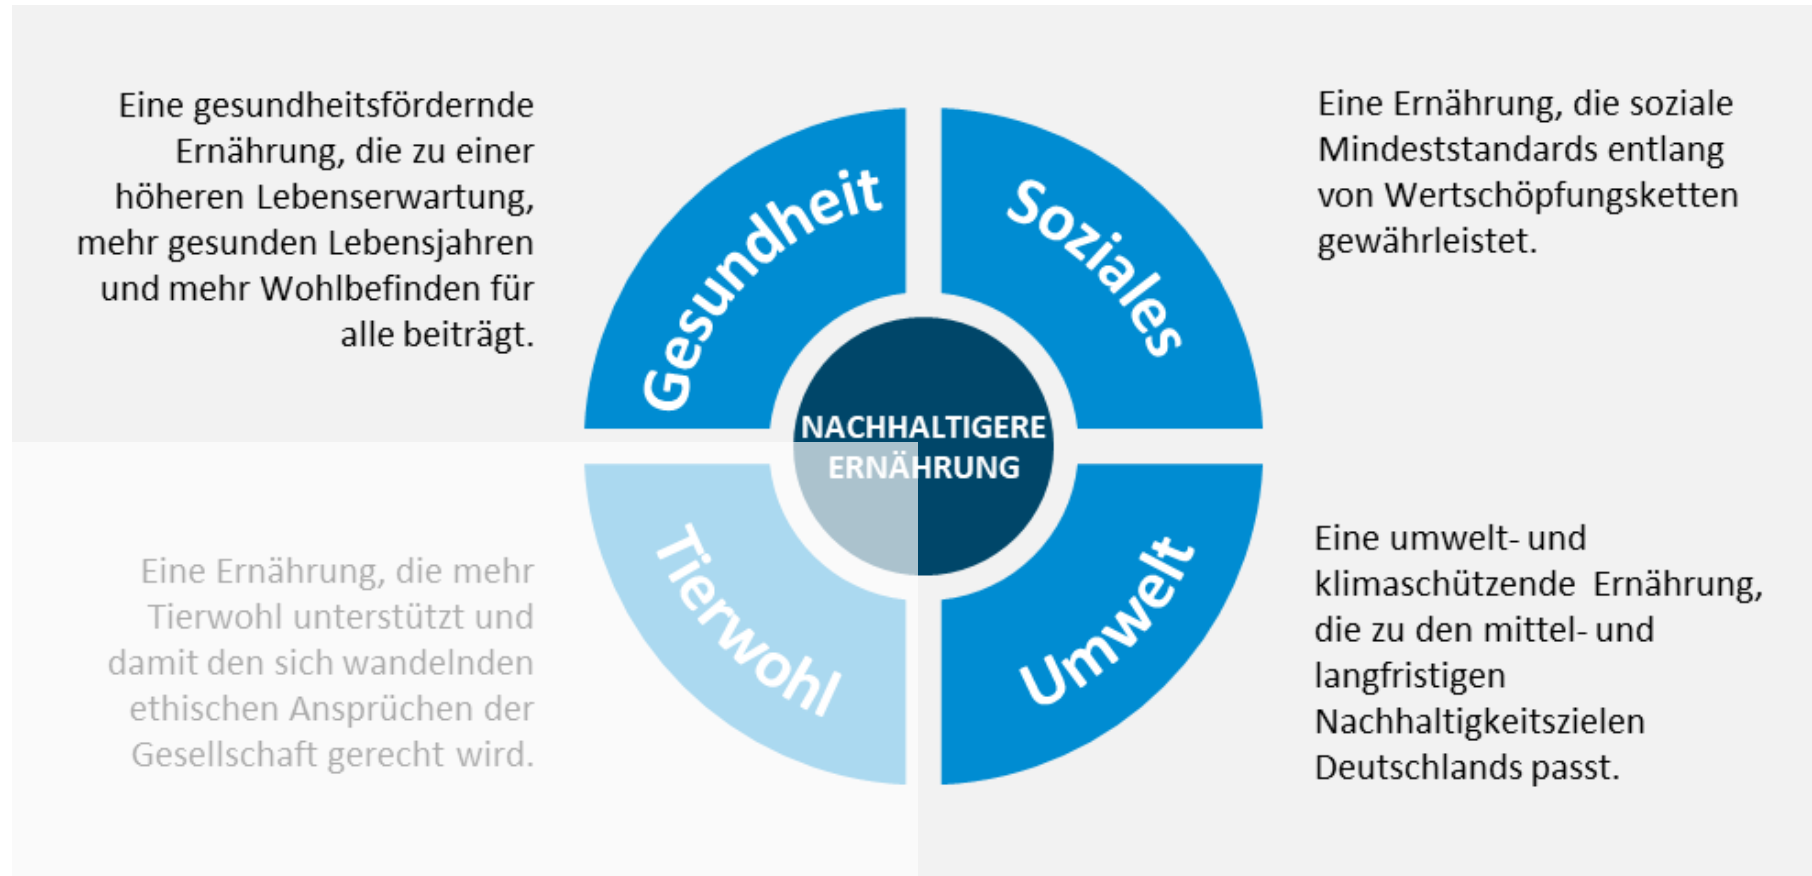 Eine gesundheitsfördernde
Ernährung, die zu einer
höheren Lebenserwartung,
mehr gesunden Lebensjahren
und mehr Wohlbefinden für
alle beiträgt.
Gesundheit
Soziales
Eine Ernährung, die soziale
Mindeststandards entlang
von Wertschöpfungsketten
gewährleistet.
NACHHALTIGERE
ERNÄHRUNG
Eine Ernährung, die mehr
Tierwohl unterstützt und
damit den sich wandelnden
ethischen Ansprüchen der
Gesellschaft gerecht wird.
Tierwohl
Umwelt
Eine umwelt- und
klimaschützende Ernährung,
die zu den mittel- und
langfristigen
Nachhaltigkeitszielen
Deutschlands passt.